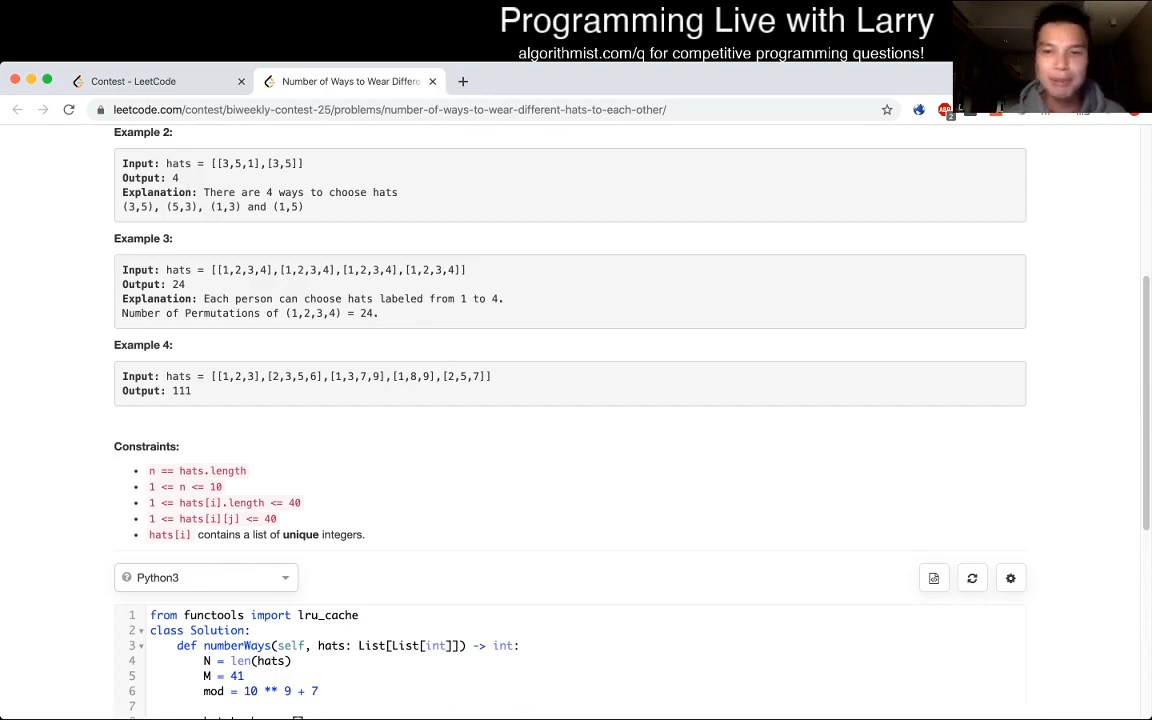 Programming Live with Larry
algorithmist.com/q for competitive programming questions!
Contest - LeetCode
Number of Ways to Wear Differe
leetcode.com/contest/biweekly-contest-25/problems/number-of-ways-to-wear-different-hats-to-each-other/
Example 2:
Input: hats = [[3,5,1],[3,5]]
Output: 4
Explanation: There are 4 ways to choose hats
(3,5), (5,3), (1,3) and (1,5)
Example 3:
Input: hats = [[1,2,3,4],[1,2,3,4],[1,2,3,4],[1,2,3,4]]
Output: 24
Explanation: Each person can choose hats labeled from 1 to 4.
Number of Permutations of (1,2,3,4) = 24.
Example 4:
Input: hats = [[1,2,3],[2,3,5,6],[1,3,7,9],[1,8,9],[2,5,7]]
Output: 111
Constraints:
n == hats.length
1 <= n <= 10
1 <= hats[i].length <= 40
1 <= hats[i][j] <= 40
hats[i] contains a list of unique integers.
Python3
1 from functools import lru_cache
2 class Solution:
3 def numberWays(self, hats: List[List[int]]) -> int:
4 N = len(hats)
5 M = 41
6 mod = 10 ** 9 + 7
7